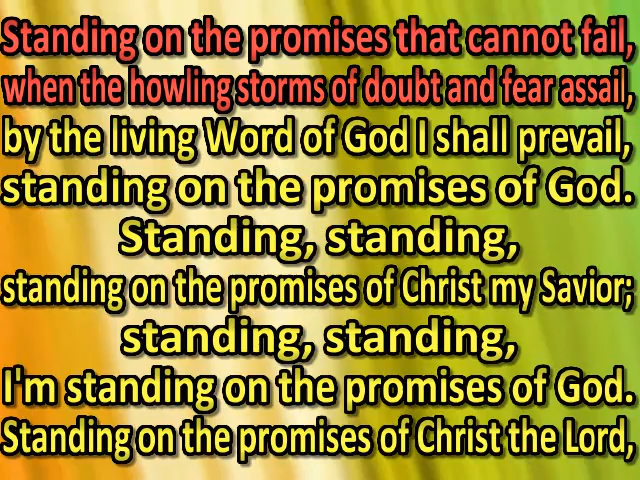 Standing on the promises that cannot fail,
when the howling storms of doubt and fear assail,
by the living Word of God I shall prevail,
standing on the promises of God.
Standing, standing,
standing on the promises of Christ my Savior;
standing, standing,
I'm standing on the promises of God.
Standing on the promises of Christ the Lord,